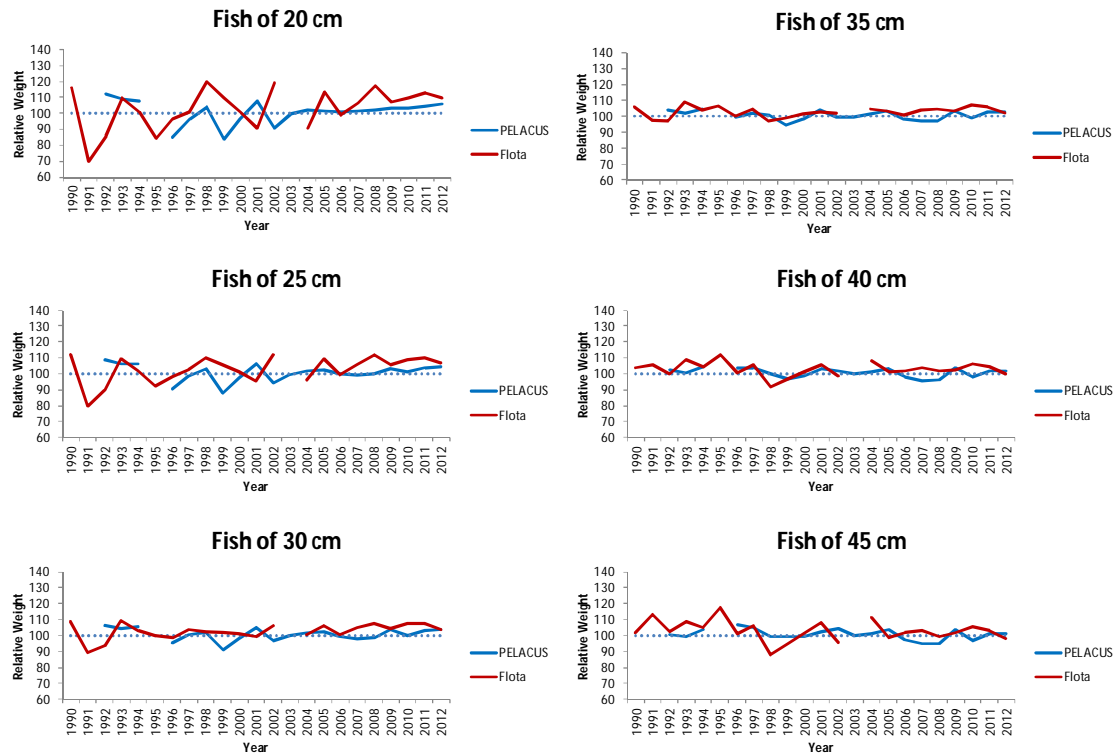 Fish of 20 cm
Relative Weight
140
130
120
110
100
90
80
70
60
1990 1991 1992 1993 1994 1995 1996 1997 1998 1999 2000 2001 2002 2003 2004 2005 2006 2007 2008 2009 2010 2011 2012
Year
PELACUS
Flota
Fish of 35 cm
Relative Weight
140
130
120
110
100
90
80
70
60
1990 1991 1992 1993 1994 1995 1996 1997 1998 1999 2000 2001 2002 2003 2004 2005 2006 2007 2008 2009 2010 2011 2012
Year
PELACUS
Flota
Fish of 25 cm
Relative Weight
140
130
120
110
100
90
80
70
60
1990 1991 1992 1993 1994 1995 1996 1997 1998 1999 2000 2001 2002 2003 2004 2005 2006 2007 2008 2009 2010 2011 2012
Year
PELACUS
Flota
Fish of 40 cm
Relative Weight
140
130
120
110
100
90
80
70
60
1990 1991 1992 1993 1994 1995 1996 1997 1998 1999 2000 2001 2002 2003 2004 2005 2006 2007 2008 2009 2010 2011 2012
Year
PELACUS
Flota
Fish of 30 cm
Relative Weight
140
130
120
110
100
90
80
70
60
1990 1991 1992 1993 1994 1995 1996 1997 1998 1999 2000 2001 2002 2003 2004 2005 2006 2007 2008 2009 2010 2011 2012
Year
PELACUS
Flota
Fish of 45 cm
Relative Weight
140
130
120
110
100
90
80
70
60
1990 1991 1992 1993 1994 1995 1996 1997 1998 1999 2000 2001 2002 2003 2004 2005 2006 2007 2008 2009 2010 2011 2012
Year
PELACUS
Flota